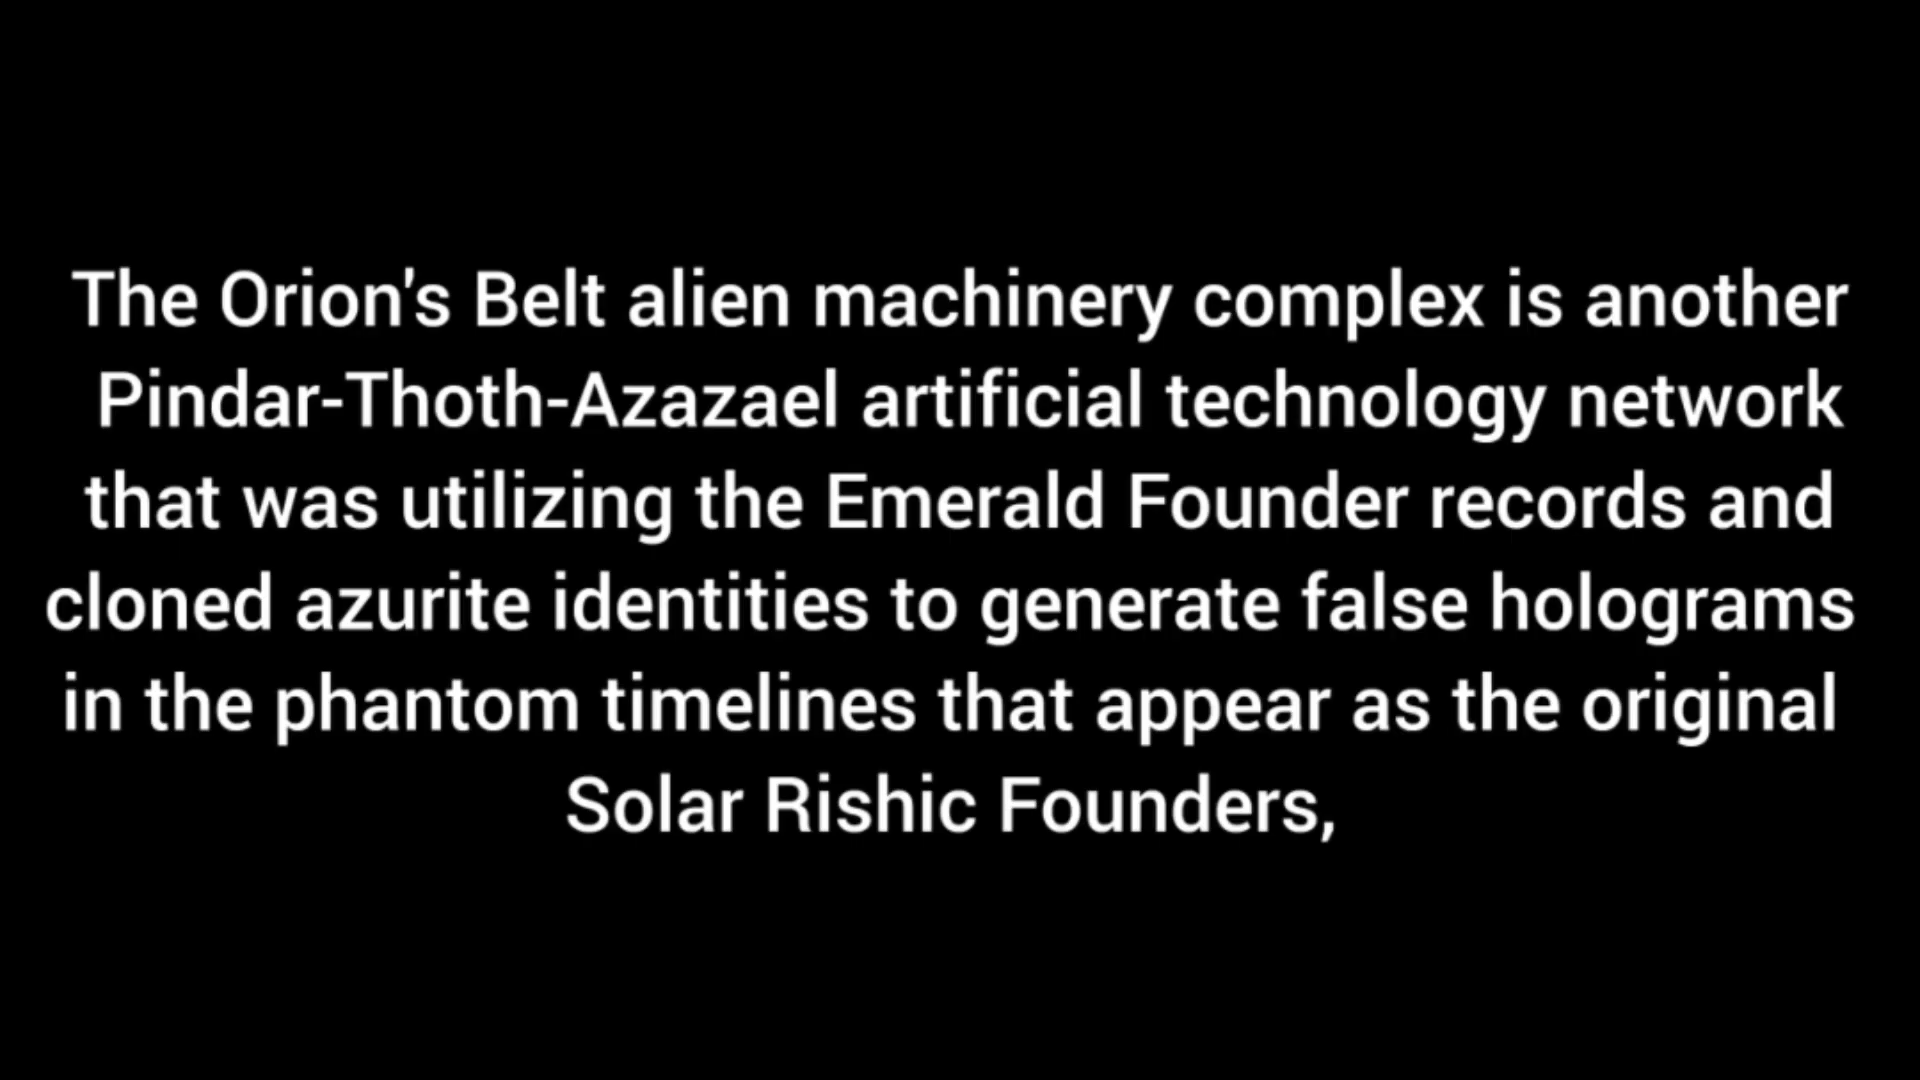 The Orion's Belt alien machinery complex is another
Pindar-Thoth-Azazael artificial technology network
that was utilizing the Emerald Founder records and
cloned azurite identities to generate false holograms
in the phantom timelines that appear as the original
Solar Rishic Founders,